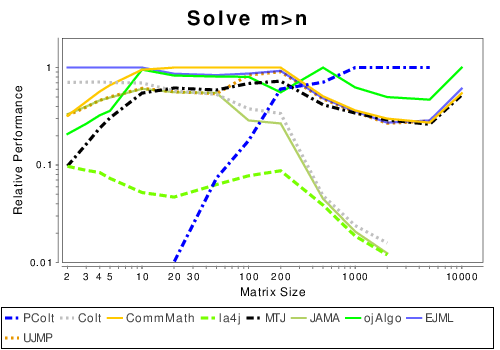 Solve m>n
Relative Performance
1
0.1
0.01
2 3 4 5 10 20 30 100 200 1000 10000
Matrix Size
PColt Colt CommMath la4j MTJ JAMA ojAlgo EJML
UJMP